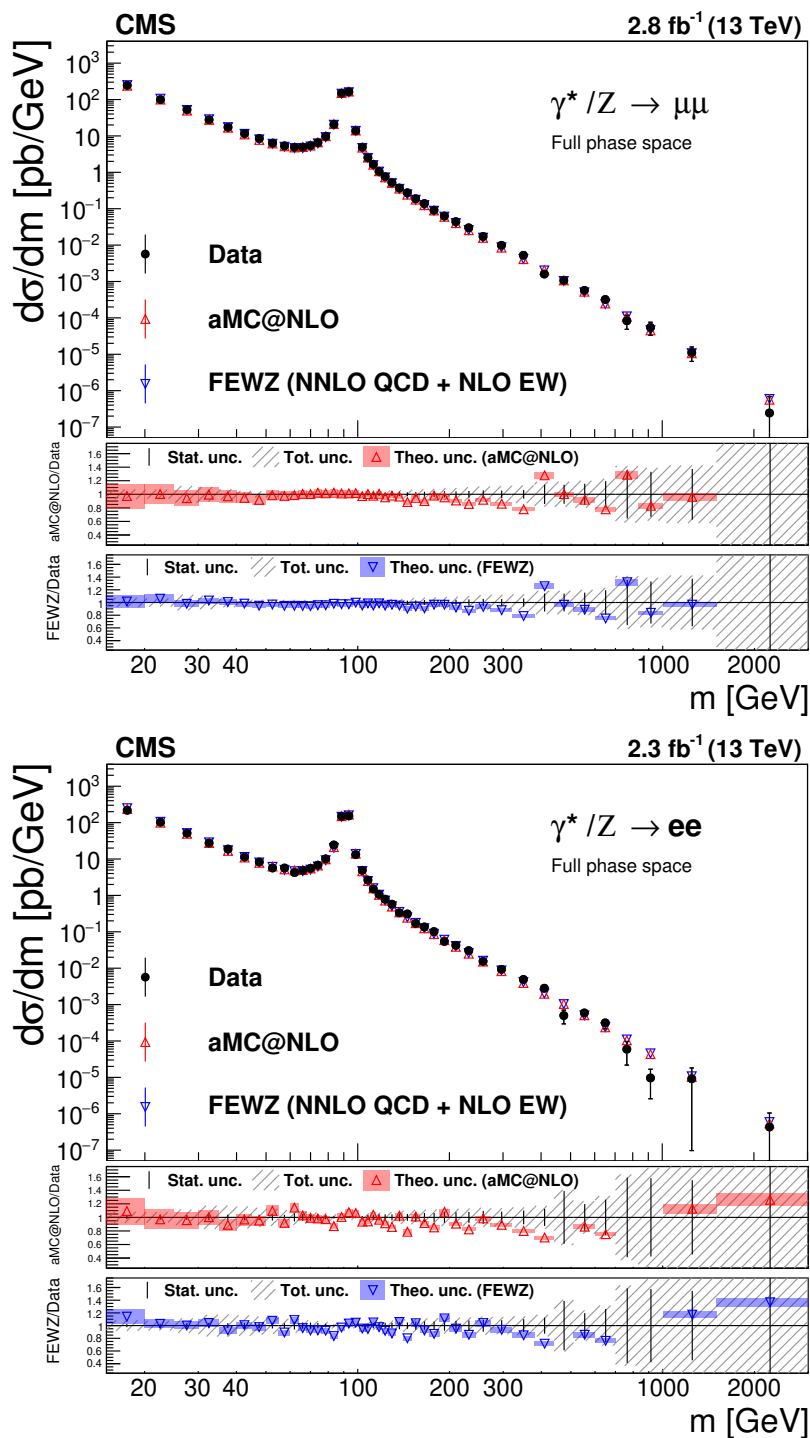 CMS 2.8 fb⁻¹ (13 TeV)
dσ/dm [pb/GeV]
10³
10²
10
1
10⁻¹
10⁻²
10⁻³
10⁻⁴
10⁻⁵
10⁻⁶
10⁻⁷
γ* /Z → μμ
Full phase space
Data
aMC@NLO
FEWZ (NNLO QCD + NLO EW)
aMC@NLO/Data
1.6
1.4
1.2
1
0.8
0.6
0.4
Stat. unc. Tot. unc. Theo. unc. (aMC@NLO)
FEWZ/Data
1.6
1.4
1.2
1
0.8
0.6
0.4
Stat. unc. Tot. unc. Theo. unc. (FEWZ)
20 30 40 100 200 300 1000 2000
m [GeV]
CMS 2.3 fb⁻¹ (13 TeV)
dσ/dm [pb/GeV]
10³
10²
10
1
10⁻¹
10⁻²
10⁻³
10⁻⁴
10⁻⁵
10⁻⁶
10⁻⁷
γ* /Z → ee
Full phase space
Data
aMC@NLO
FEWZ (NNLO QCD + NLO EW)
aMC@NLO/Data
1.6
1.4
1.2
1
0.8
0.6
0.4
Stat. unc. Tot. unc. Theo. unc. (aMC@NLO)
FEWZ/Data
1.6
1.4
1.2
1
0.8
0.6
0.4
Stat. unc. Tot. unc. Theo. unc. (FEWZ)
20 30 40 100 200 300 1000 2000
m [GeV]